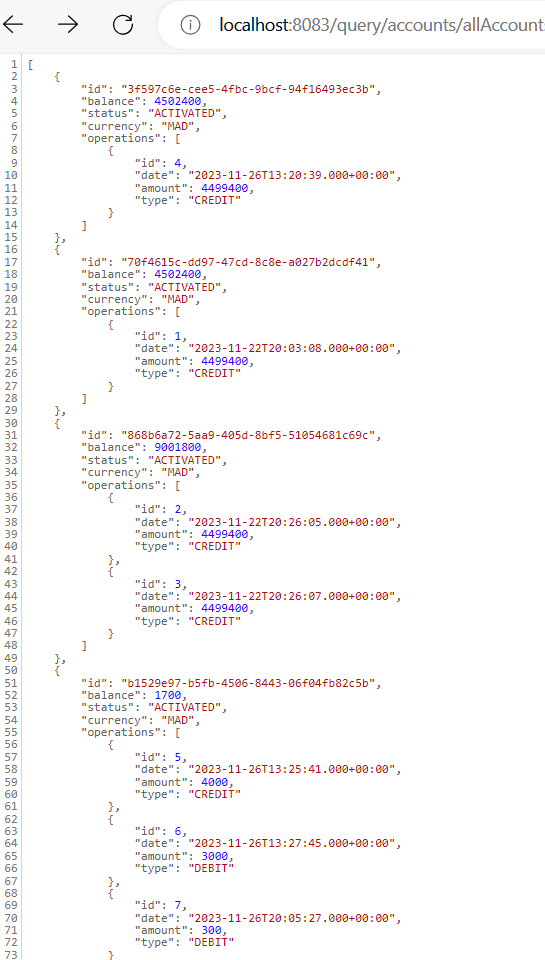 localhost:8083/query/accounts/allAccount
1 [
2     {
3         "id": "3f597c6e-cee5-4fbc-9bcf-94f16493ec3b",
4         "balance": 4502400,
5         "status": "ACTIVATED",
6         "currency": "MAD",
7         "operations": [
8             {
9                 "id": 4,
10                 "date": "2023-11-26T13:20:39.000+00:00",
11                 "amount": 4499400,
12                 "type": "CREDIT"
13             }
14         ]
15     },
16     {
17         "id": "70f4615c-dd97-47cd-8c8e-a027b2dcdf41",
18         "balance": 4502400,
19         "status": "ACTIVATED",
20         "currency": "MAD",
21         "operations": [
22             {
23                 "id": 1,
24                 "date": "2023-11-22T20:03:08.000+00:00",
25                 "amount": 4499400,
26                 "type": "CREDIT"
27             }
28         ]
29     },
30     {
31         "id": "868b6a72-5aa9-405d-8bf5-51054681c69c",
32         "balance": 9001800,
33         "status": "ACTIVATED",
34         "currency": "MAD",
35         "operations": [
36             {
37                 "id": 2,
38                 "date": "2023-11-22T20:26:05.000+00:00",
39                 "amount": 4499400,
40                 "type": "CREDIT"
41             },
42             {
43                 "id": 3,
44                 "date": "2023-11-22T20:26:07.000+00:00",
45                 "amount": 4499400,
46                 "type": "CREDIT"
47             }
48         ]
49     },
50     {
51         "id": "b1529e97-b5fb-4506-8443-06f04fb82c5b",
52         "balance": 1700,
53         "status": "ACTIVATED",
54         "currency": "MAD",
55         "operations": [
56             {
57                 "id": 5,
58                 "date": "2023-11-26T13:25:41.000+00:00",
59                 "amount": 4000,
60                 "type": "CREDIT"
61             },
62             {
63                 "id": 6,
64                 "date": "2023-11-26T13:27:45.000+00:00",
65                 "amount": 3000,
66                 "type": "DEBIT"
67             },
68             {
69                 "id": 7,
70                 "date": "2023-11-26T20:05:27.000+00:00",
71                 "amount": 300,
72                 "type": "DEBIT"
73             }